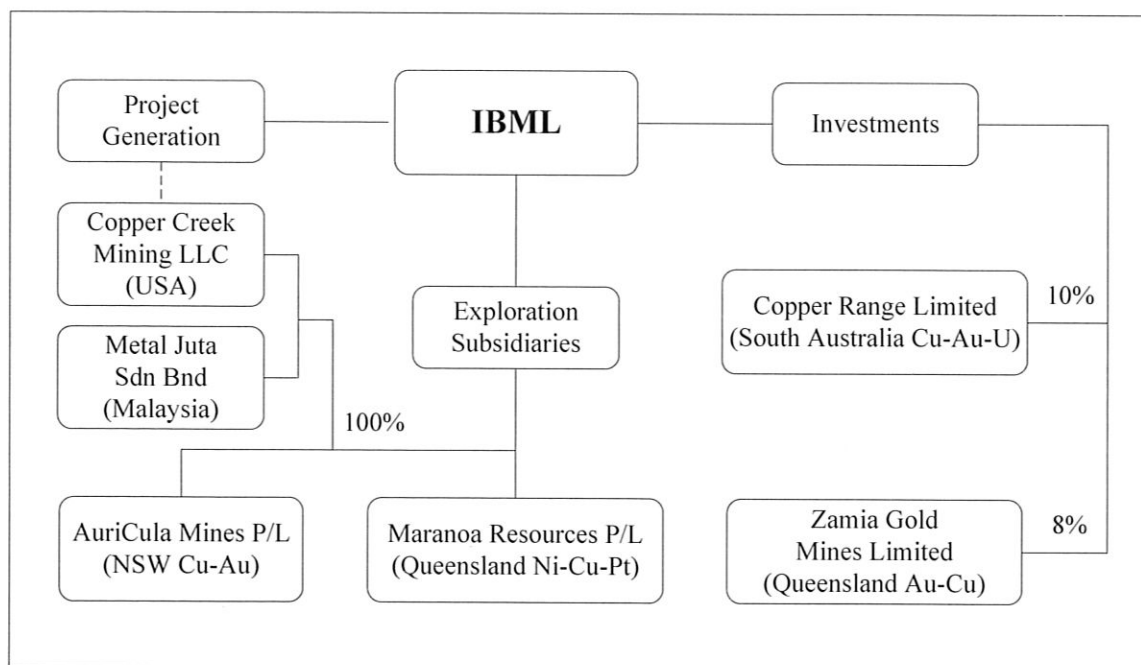 Project
Generation
IBML
Investments
Copper Creek
Mining LLC
(USA)
Metal Juta
Sdn Bnd
(Malaysia)
Exploration
Subsidiaries
Copper Range Limited
(South Australia Cu-Au-U)
10%
100%
AuriCula Mines P/L
(NSW Cu-Au)
Maranoa Resources P/L
(Queensland Ni-Cu-Pt)
Zamia Gold
Mines Limited
(Queensland Au-Cu)
8%